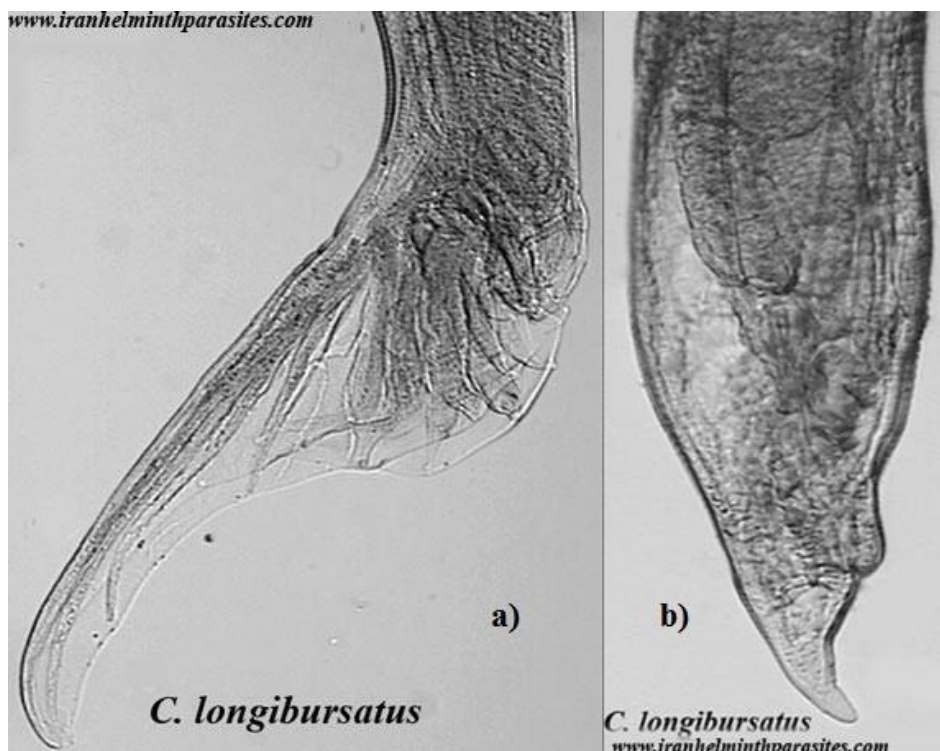 www.iranhelminthparasites.com
a)
b)
C. longibursatus
C. longibursatus
www.iranhelminthparasites.com